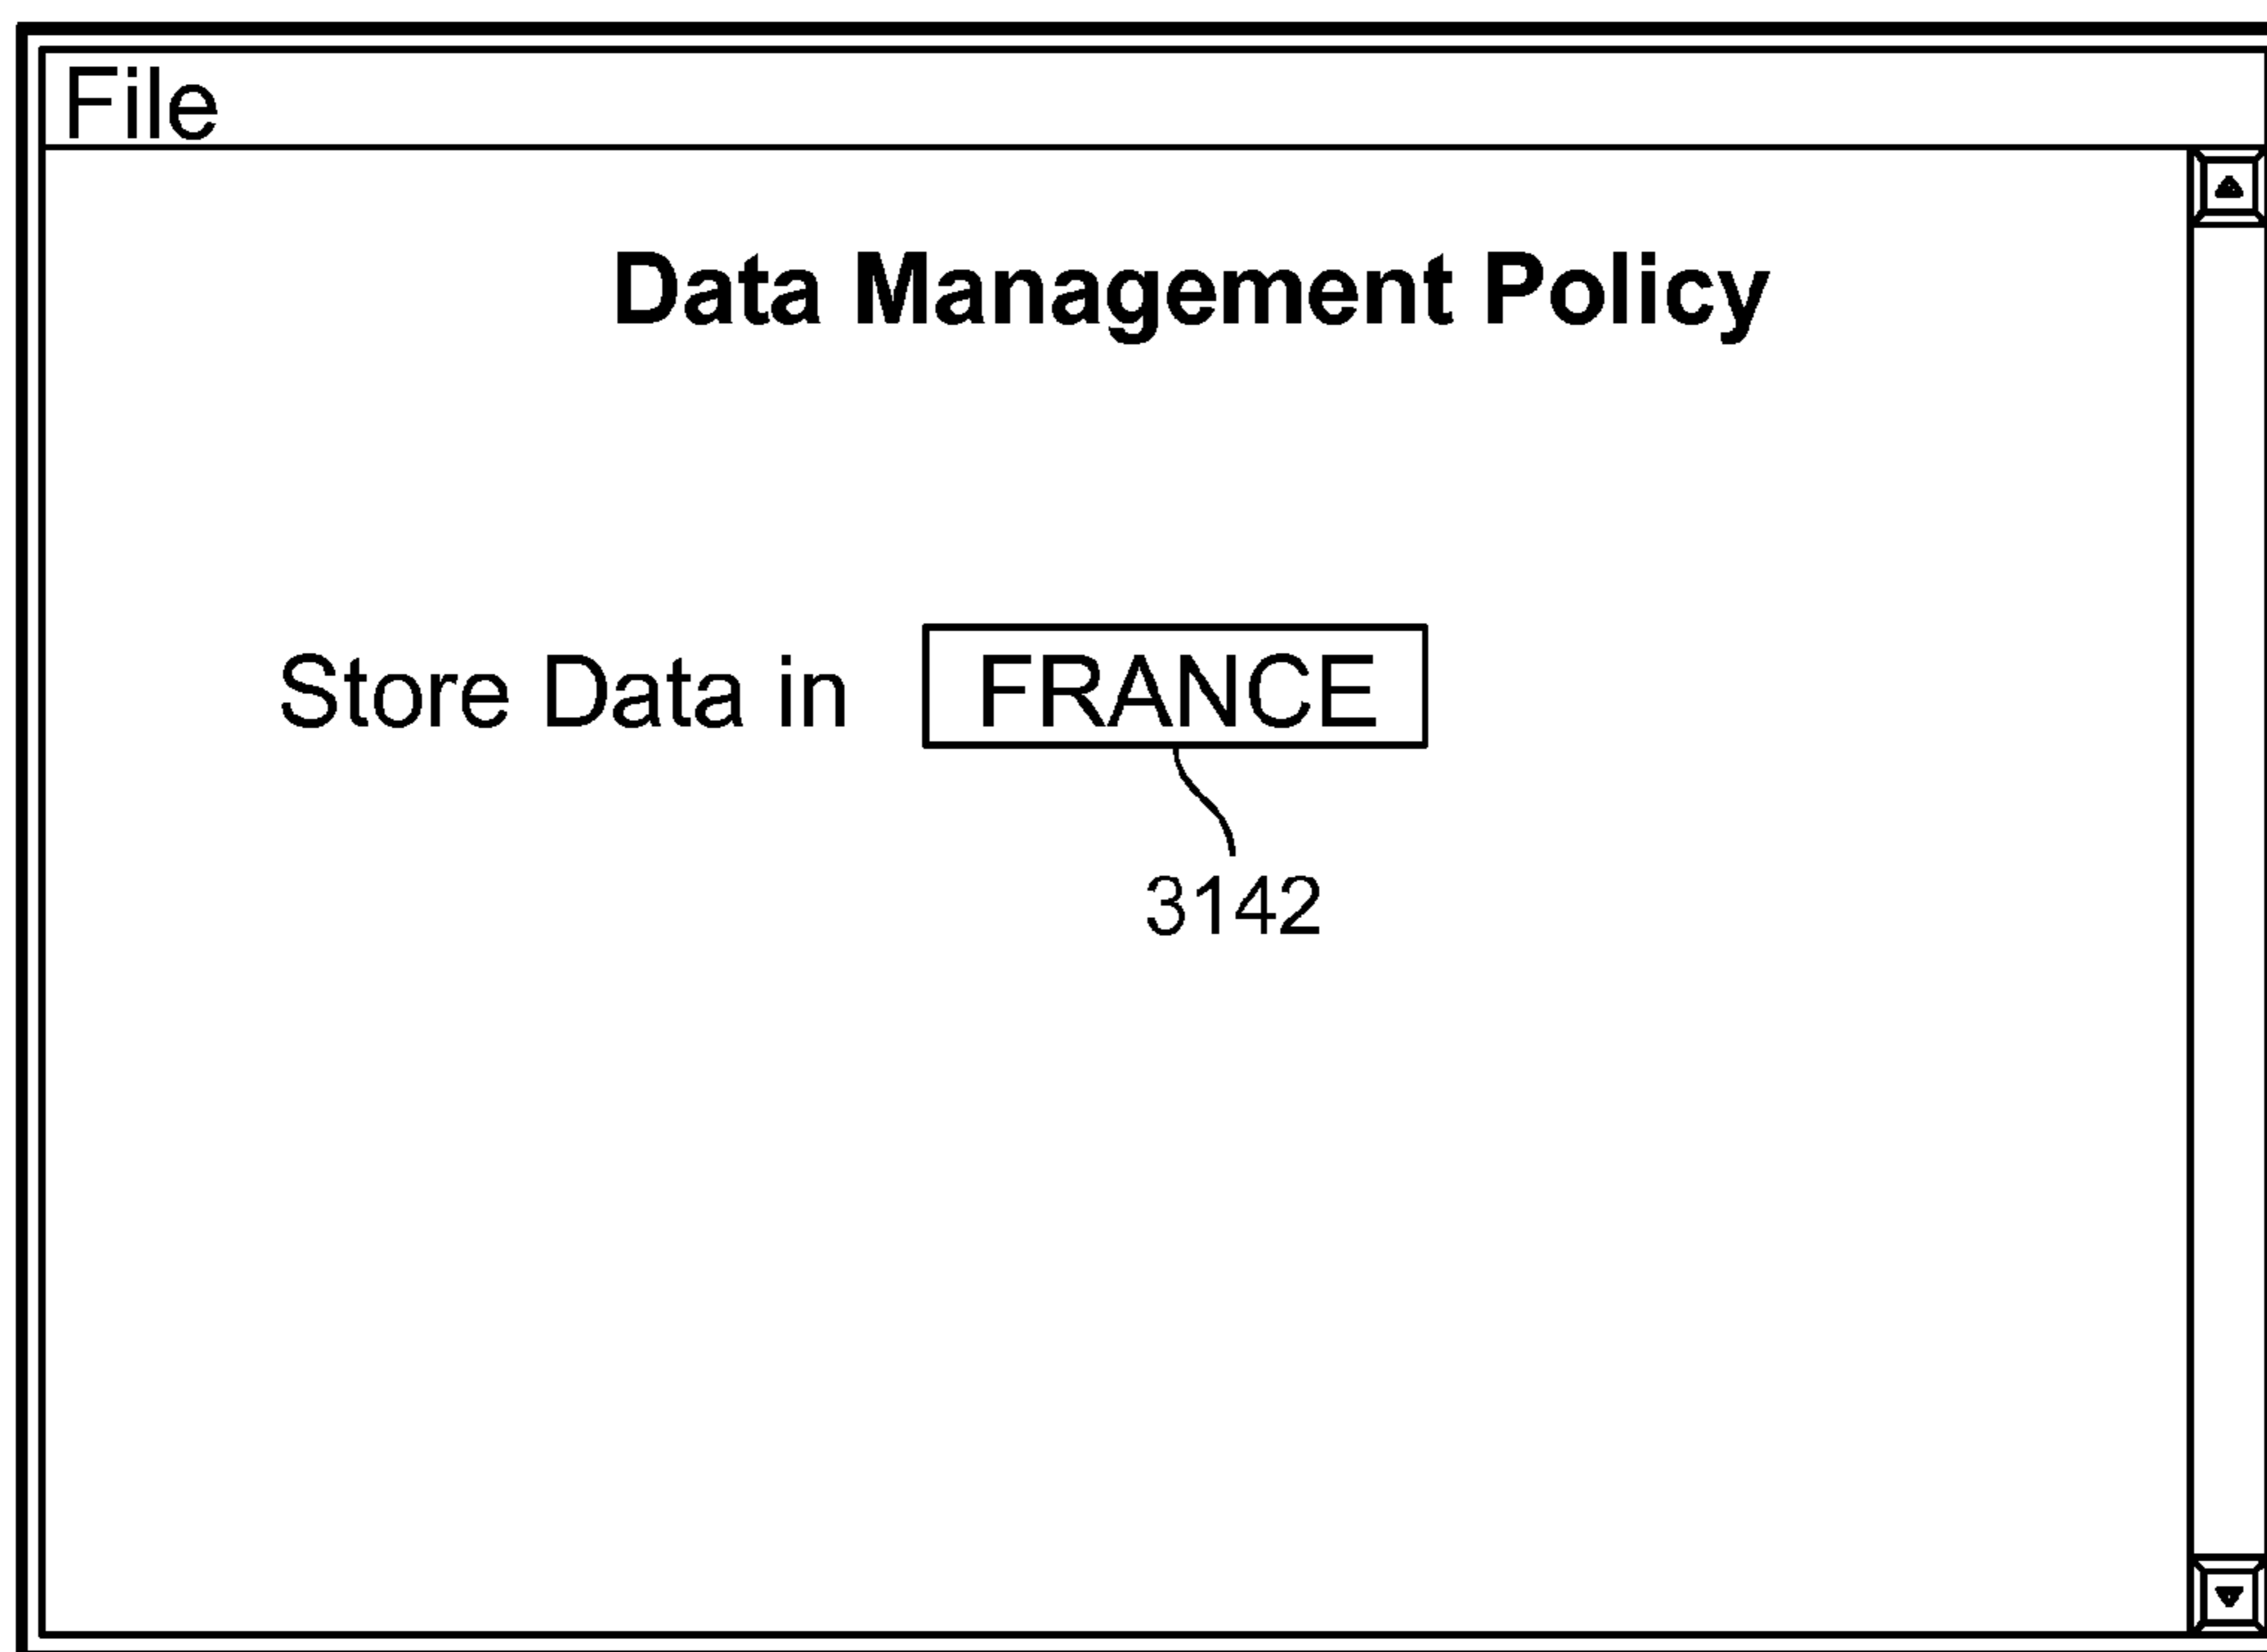 File
Data Management Policy
Store Data in FRANCE
3142